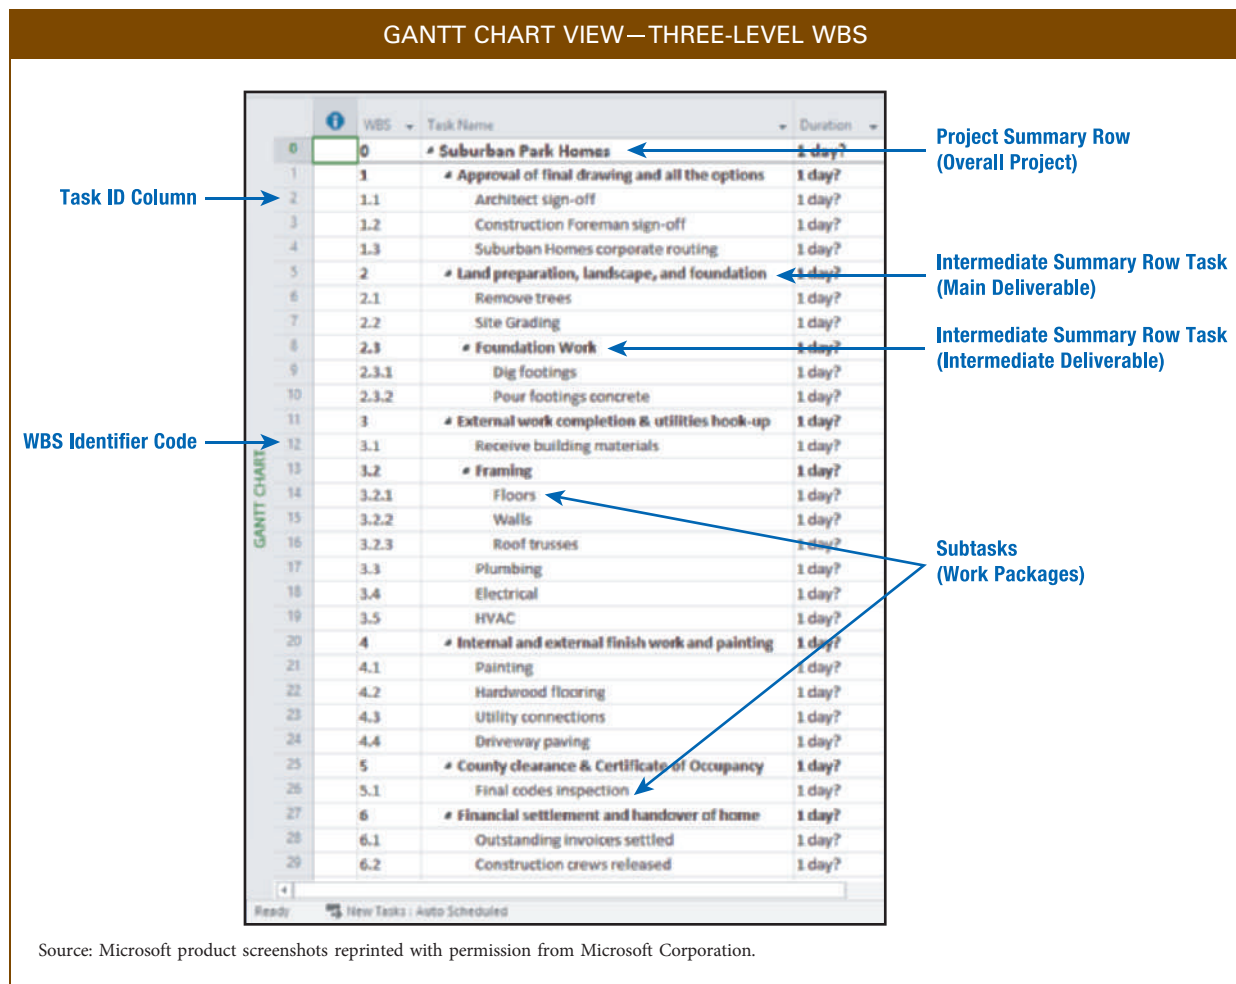 GANTT CHART VIEW—THREE-LEVEL WBS
WBS Task Name Duration
0 0 Suburban Park Homes 1 day?
1 1 Approval of final drawing and all the options 1 day?
2 1.1 Architect sign-off 1 day?
3 1.2 Construction Foreman sign-off 1 day?
4 1.3 Suburban Homes corporate routing 1 day?
5 2 Land preparation, landscape, and foundation 1 day?
6 2.1 Remove trees 1 day?
7 2.2 Site Grading 1 day?
8 2.3 Foundation Work 1 day?
9 2.3.1 Dig footings 1 day?
10 2.3.2 Pour footings concrete 1 day?
11 3 External work completion & utilities hook-up 1 day?
12 3.1 Receive building materials 1 day?
13 3.2 Framing 1 day?
14 3.2.1 Floors 1 day?
15 3.2.2 Walls 1 day?
16 3.2.3 Roof trusses 1 day?
17 3.3 Plumbing 1 day?
18 3.4 Electrical 1 day?
19 3.5 HVAC 1 day?
20 4 Internal and external finish work and painting 1 day?
21 4.1 Painting 1 day?
22 4.2 Hardwood flooring 1 day?
23 4.3 Utility connections 1 day?
24 4.4 Driveway paving 1 day?
25 5 County clearance & Certificate of Occupancy 1 day?
26 5.1 Final codes inspection 1 day?
27 6 Financial settlement and handover of home 1 day?
28 6.1 Outstanding invoices settled 1 day?
29 6.2 Construction crews released 1 day?
GANTT CHART
Ready New Tasks : Auto Scheduled
Task ID Column
WBS Identifier Code
Project Summary Row
(Overall Project)
Intermediate Summary Row Task
(Main Deliverable)
Intermediate Summary Row Task
(Intermediate Deliverable)
Subtasks
(Work Packages)
Source: Microsoft product screenshots reprinted with permission from Microsoft Corporation.